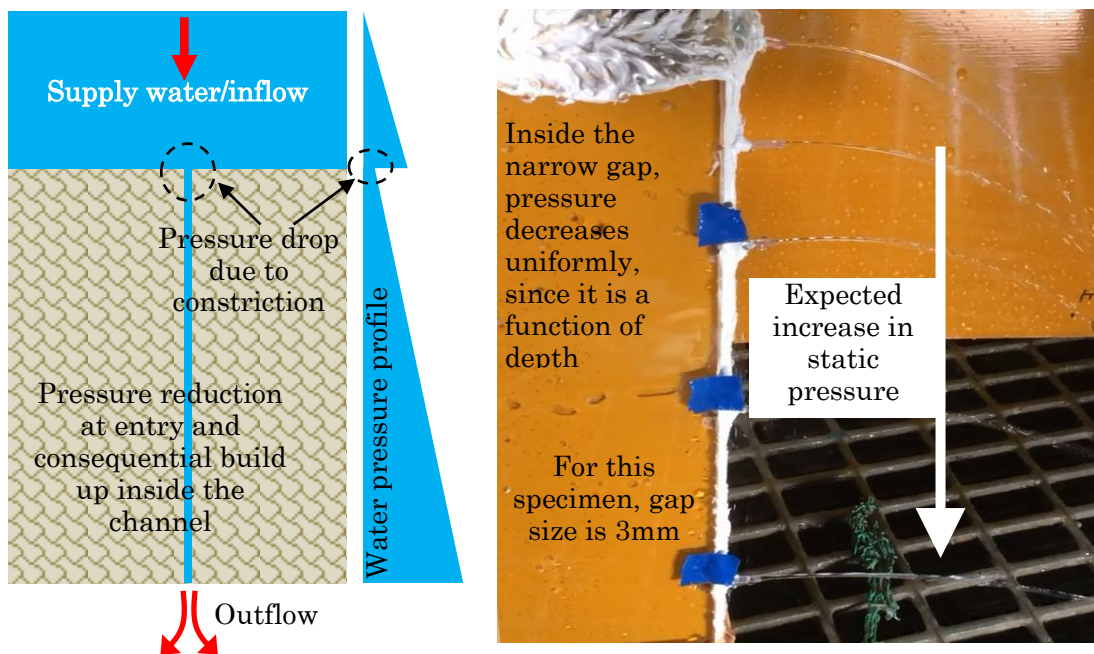 Supply water/inflow
Pressure drop
due to
constriction
Water pressure profile
Pressure reduction
at entry and
consequential build
up inside the
channel
Outflow
Inside the
narrow gap,
pressure
decreases
uniformly,
since it is a
function of
depth
Expected
increase in
static
pressure
For this
specimen, gap
size is 3mm